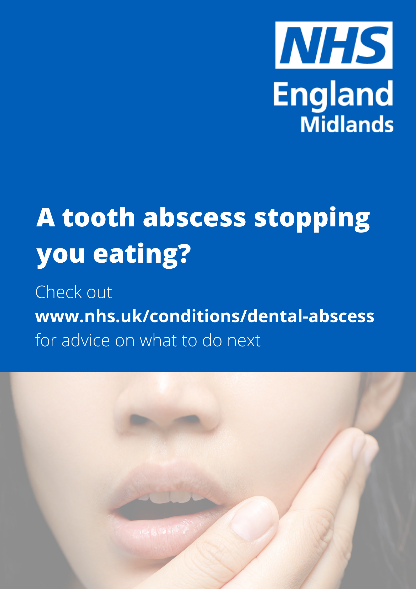 NHS
England
Midlands
A tooth abscess stopping
you eating?
Check out
www.nhs.uk/conditions/dental-abscess
for advice on what to do next